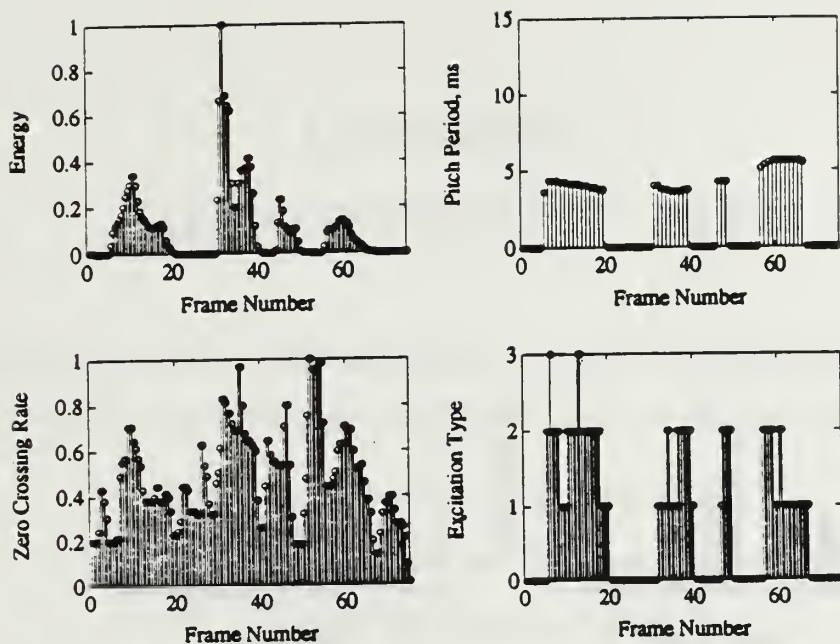 1
0.8
0.6
0.4
0.2
0
0 20 40 60
Energy
Frame Number
15
10
5
0
0 20 40 60
Pitch Period, ms
Frame Number
1
0.8
0.6
0.4
0.2
0
0 20 40 60
Zero Crossing Rate
Frame Number
3
2
1
0
0 20 40 60
Excitation Type
Frame Number